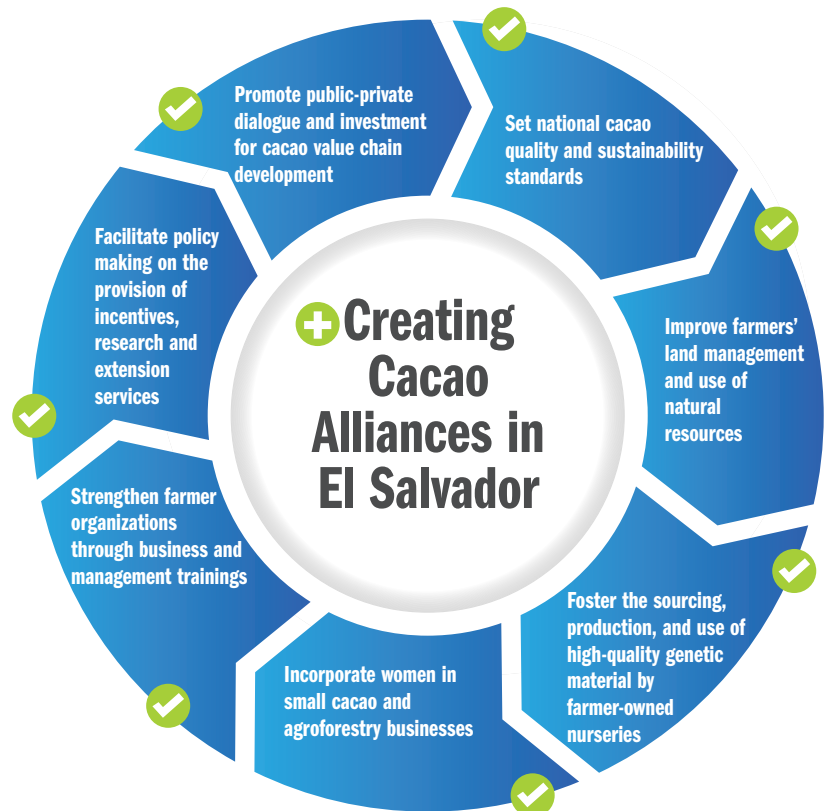 Creating
Cacao
Alliances in
El Salvador
Promote public-private
dialogue and investment
for cacao value chain
development
Set national cacao
quality and sustainability
standards
Improve farmers’
land management
and use of
natural
resources
Foster the sourcing,
production, and use of
high-quality genetic
material by
farmer-owned
nurseries
Incorporate women in
small cacao and
agroforestry businesses
Strengthen farmer
organizations
through business and
management trainings
Facilitate policy
making on the
provision of
incentives,
research and
extension
services